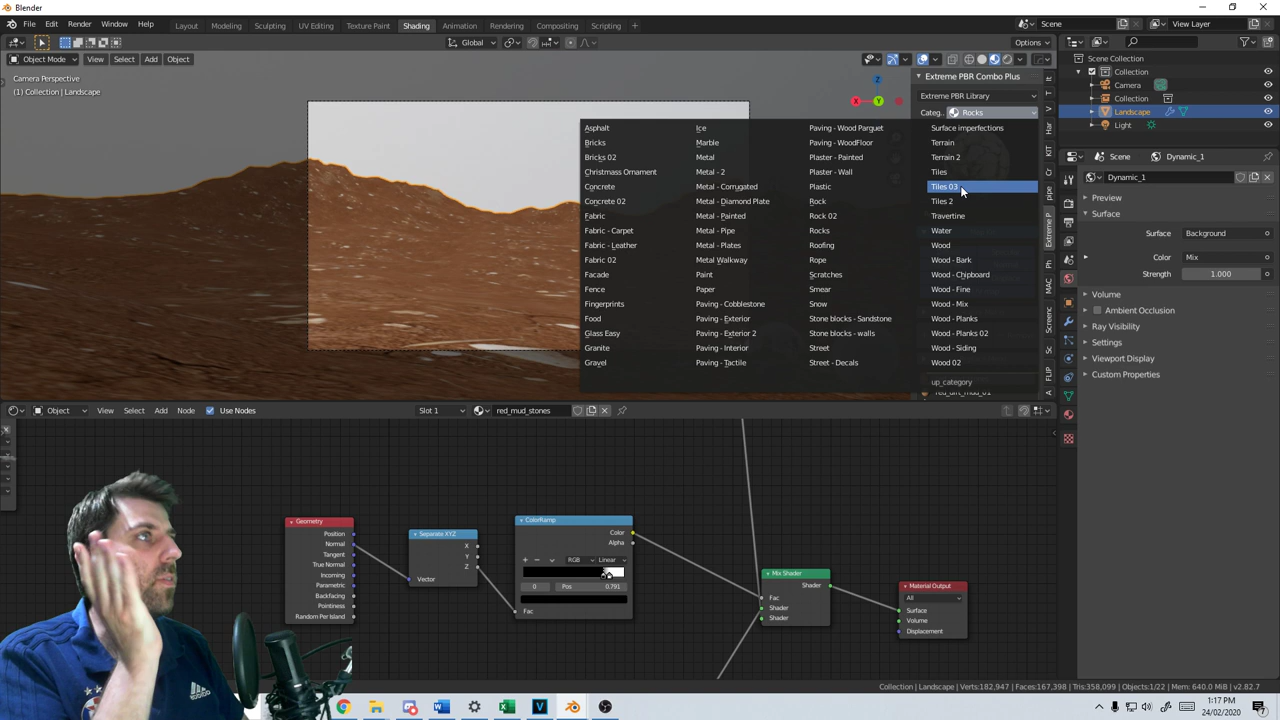 Blender
File Edit Render Window Help Layout Modeling Sculpting UV Editing Texture Paint Shading Animation Rendering Compositing Scripting + Scene View Layer
Global Options
Object Mode View Select Add Object
Camera Perspective
(1) Collection | Landscape
Extreme PBR Combo Plus
Extreme PBR Library
Categ.. Rocks
Asphalt Ice Paving - Wood Parquet Surface imperfections
Bricks Marble Paving - WoodFloor Terrain
Bricks 02 Metal Plaster - Painted Terrain 2
Christmas Ornament Metal - 2 Plaster - Wall Tiles
Concrete Metal - Corrugated Plastic Tiles 03
Concrete 02 Metal - Diamond Plate Rock Tiles 2
Fabric Metal - Painted Rock 02 Travertine
Fabric - Carpet Metal - Pipe Rocks Water
Fabric - Leather Metal - Plates Roofing Wood
Fabric 02 Metal Walkway Rope Wood - Bark
Facade Paint Scratches Wood - Chipboard
Fence Paper Smear Wood - Fine
Fingerprints Paving - Cobblestone Snow Wood - Mix
Food Paving - Exterior Stone blocks - Sandstone Wood - Planks
Glass Easy Paving - Exterior 2 Stone blocks - walls Wood - Planks 02
Granite Paving - Interior Street Wood - Siding
Gravel Paving - Tactile Street - Decals Wood 02
up_category
Scene Collection
Collection
Camera
Collection
Landscape
Light
Scene Dynamic_1
Dynamic_1
Preview
Surface
Surface Background
Color Mix
Strength 1.000
Volume
Ambient Occlusion
Ray Visibility
Settings
Viewport Display
Custom Properties
Object View Select Add Node Use Nodes Slot 1 red_mud_stones
Geometry
Position
Normal
Tangent
True Normal
Incoming
Parametric
Backfacing
Pointiness
Random Per Island
Separate XYZ
X
Y
Z
Vector
ColorRamp
Color
Alpha
+ − RGB Linear
0 Pos 0.791
Fac
Mix Shader
Shader
Fac
Shader
Shader
Material Output
All
Surface
Volume
Displacement
Collection | Landscape | Verts:182,947 | Faces:167,398 | Tris:358,099 | Objects:1/22 | Mem: 640.0 MiB | v2.82.7
1:17 PM
24/02/2020